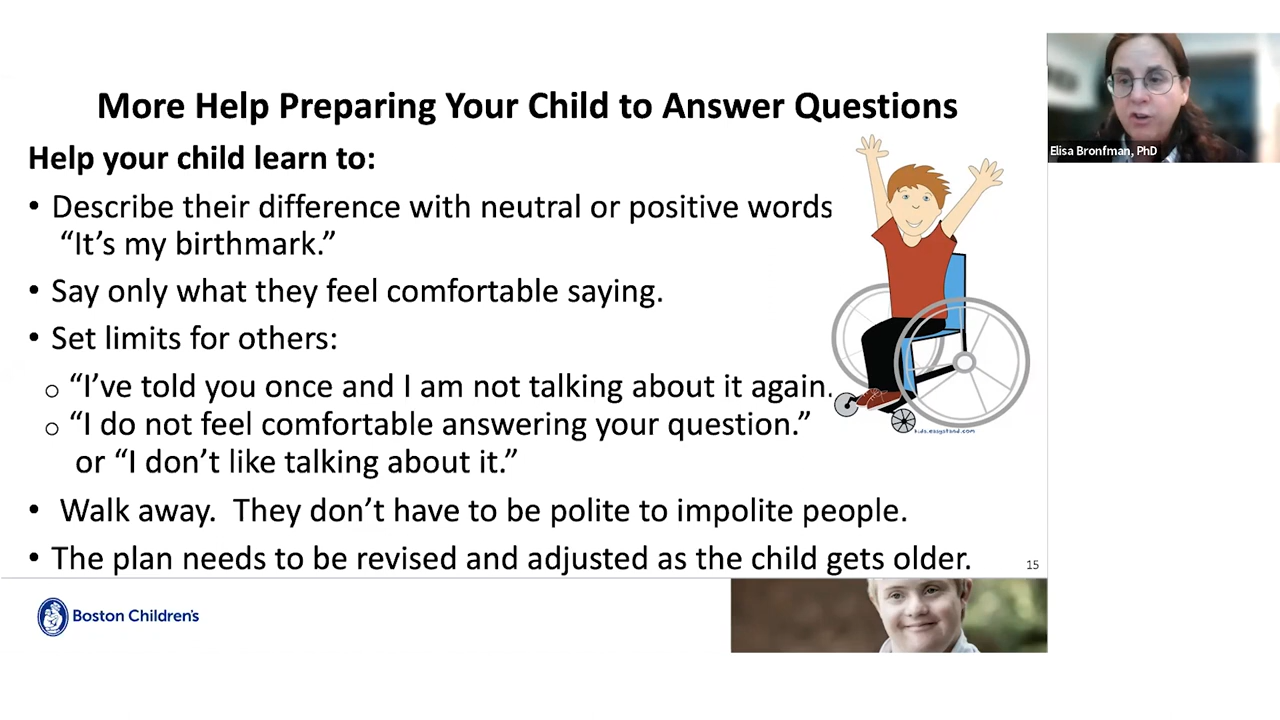 More Help Preparing Your Child to Answer Questions
Elisa Bronfman, PhD
Help your child learn to:
• Describe their difference with neutral or positive words
“It’s my birthmark.”
• Say only what they feel comfortable saying.
• Set limits for others:
o “I’ve told you once and I am not talking about it again.
o “I do not feel comfortable answering your question.”
or “I don’t like talking about it.”
kids.easystand.com
• Walk away. They don’t have to be polite to impolite people.
• The plan needs to be revised and adjusted as the child gets older.
15
Boston Children’s